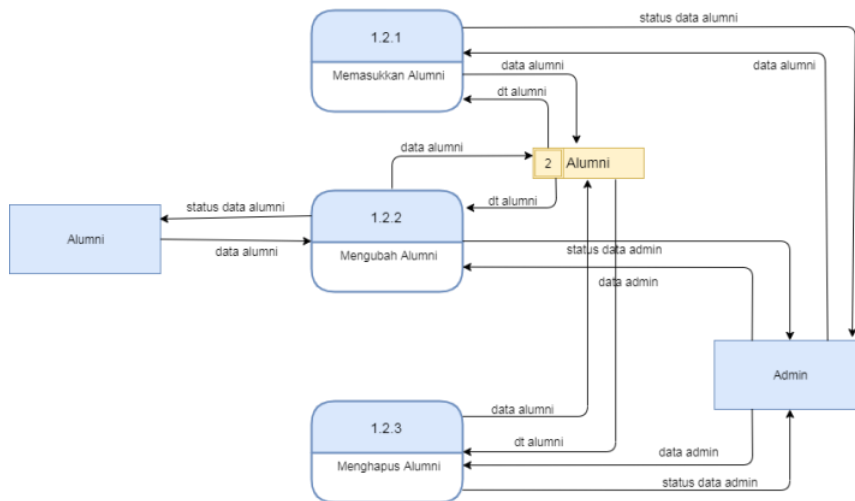 status data alumni
1.2.1
data alumni
data alumni
Memasukkan Alumni
dt alumni
data alumni
2
Alumni
dt alumni
status data alumni
1.2.2
Alumni
data alumni
Mengubah Alumni
status data admin
data admin
Admin
data alumni
1.2.3
dt alumni
data admin
Menghapus Alumni
status data admin